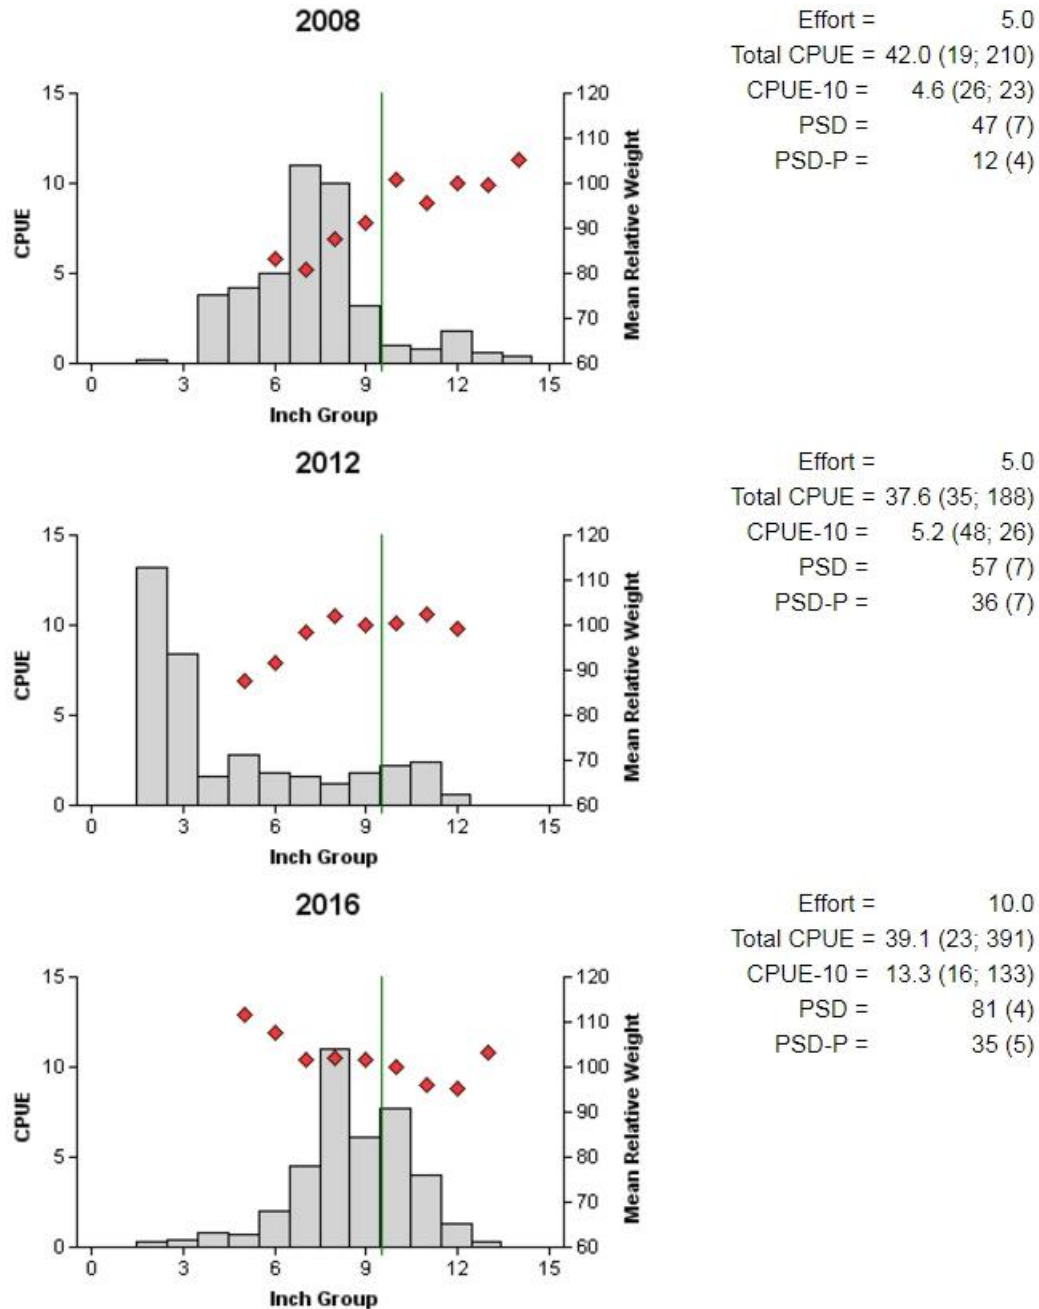 2008
Effort = 5.0
Total CPUE = 42.0 (19; 210)
CPUE-10 = 4.6 (26; 23)
PSD = 47 (7)
PSD-P = 12 (4)
15
10
5
0
CPUE
120
110
100
90
80
70
60
Mean Relative Weight
0 3 6 9 12 15
Inch Group
2012
Effort = 5.0
Total CPUE = 37.6 (35; 188)
CPUE-10 = 5.2 (48; 26)
PSD = 57 (7)
PSD-P = 36 (7)
15
10
5
0
CPUE
120
110
100
90
80
70
60
Mean Relative Weight
0 3 6 9 12 15
Inch Group
2016
Effort = 10.0
Total CPUE = 39.1 (23; 391)
CPUE-10 = 13.3 (16; 133)
PSD = 81 (4)
PSD-P = 35 (5)
15
10
5
0
CPUE
120
110
100
90
80
70
60
Mean Relative Weight
0 3 6 9 12 15
Inch Group